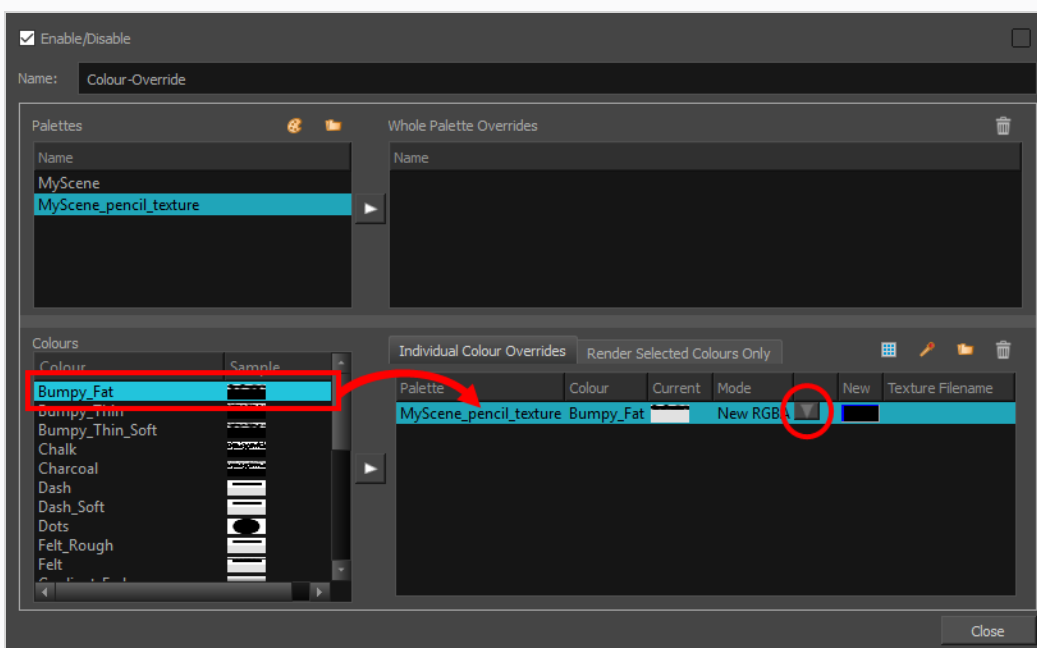 Enable/Disable
Name: Colour-Override
Palettes
Name
MyScene
MyScene_pencil_texture
Whole Palette Overrides
Name
Colours
Colour Sample
Bumpy_Fat
Bumpy_Thin
Bumpy_Thin_Soft
Chalk
Charcoal
Dash
Dash_Soft
Dots
Felt_Rough
Felt
Individual Colour Overrides Render Selected Colours Only
Palette Colour Current Mode New Texture Filename
MyScene_pencil_texture Bumpy_Fat New RGBA
Close